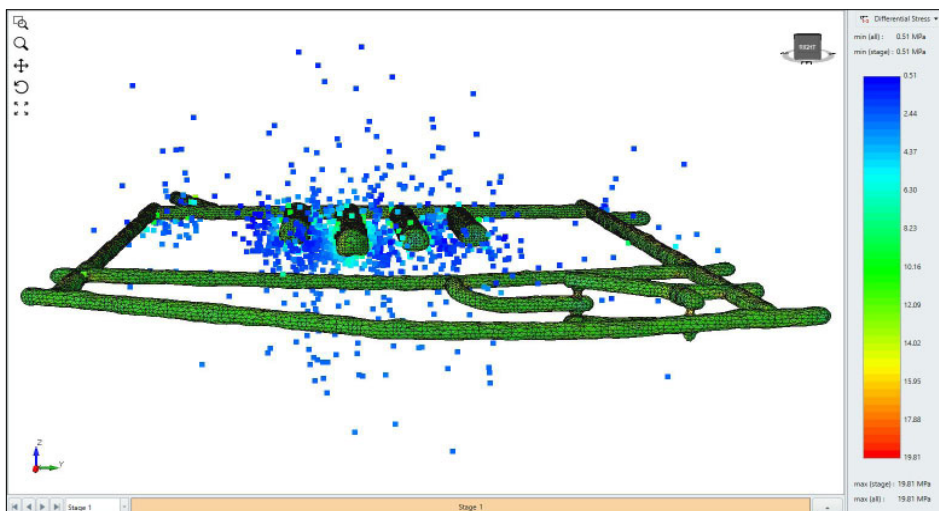 Differential Stress
min (all) : 0.51 MPa
min (stage) : 0.51 MPa
RIGHT
0.51
2.44
4.37
6.30
8.23
10.16
12.09
14.02
15.95
17.88
19.81
max (stage) : 19.81 MPa
max (all) : 19.81 MPa
Z
Y
Stage 1
Stage 1